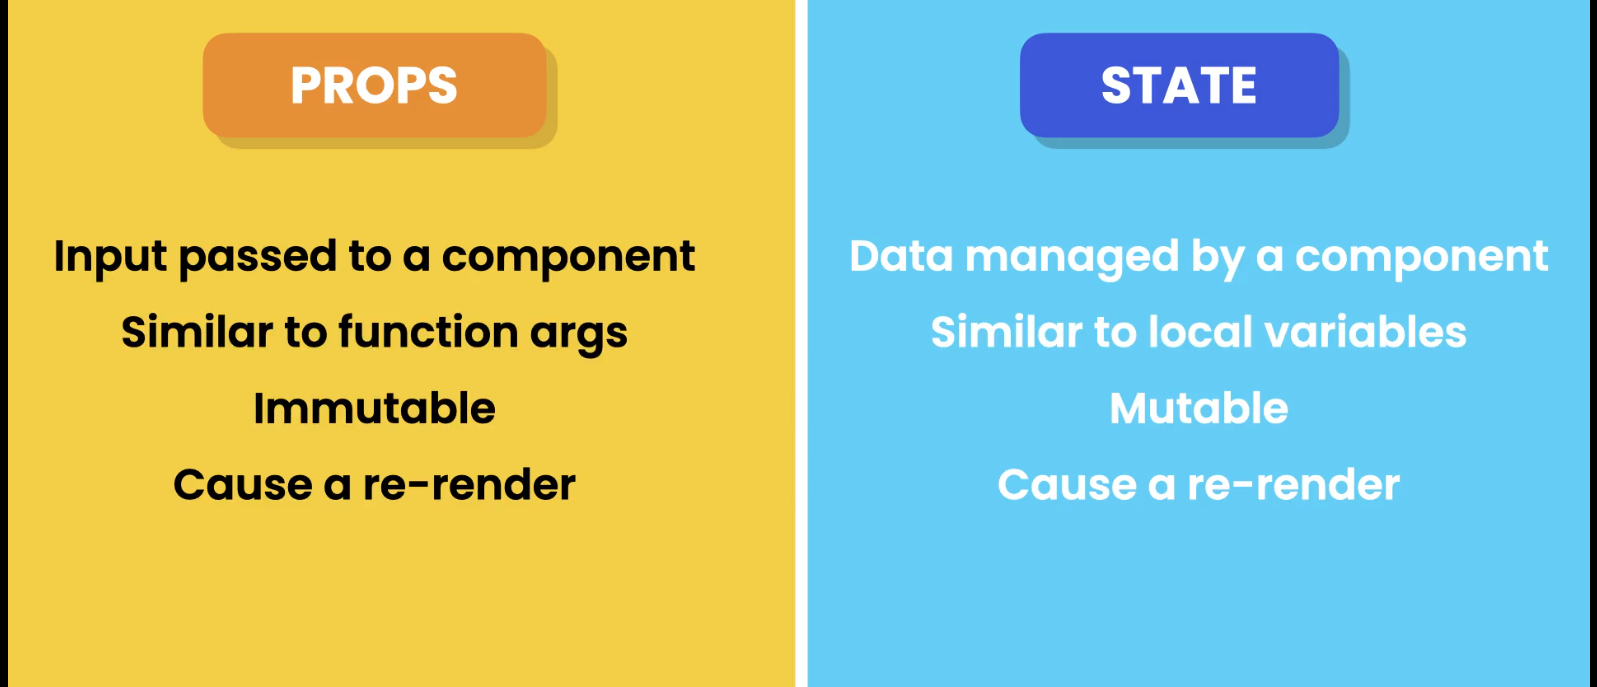 PROPS
Input passed to a component
Similar to function args
Immutable
Cause a re-render
STATE
Data managed by a component
Similar to local variables
Mutable
Cause a re-render